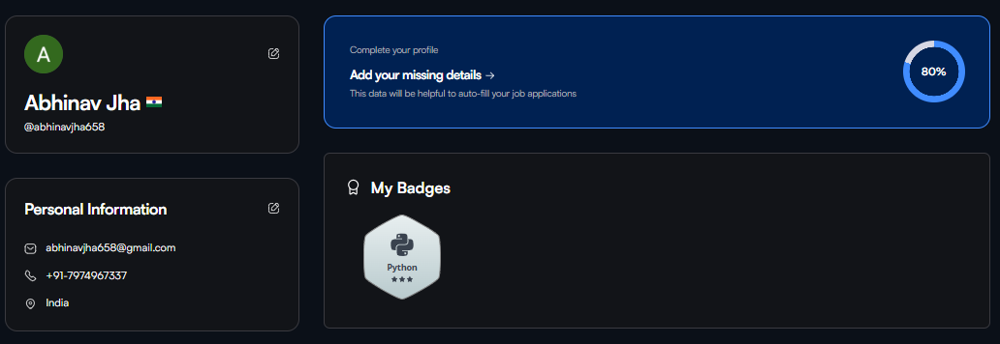 A
Abhinav Jha
@abhinavjha658
Personal Information
abhinavjha658@gmail.com
+91-7974967337
India
Complete your profile
Add your missing details →
This data will be helpful to auto-fill your job applications
80%
My Badges
Python
★★★